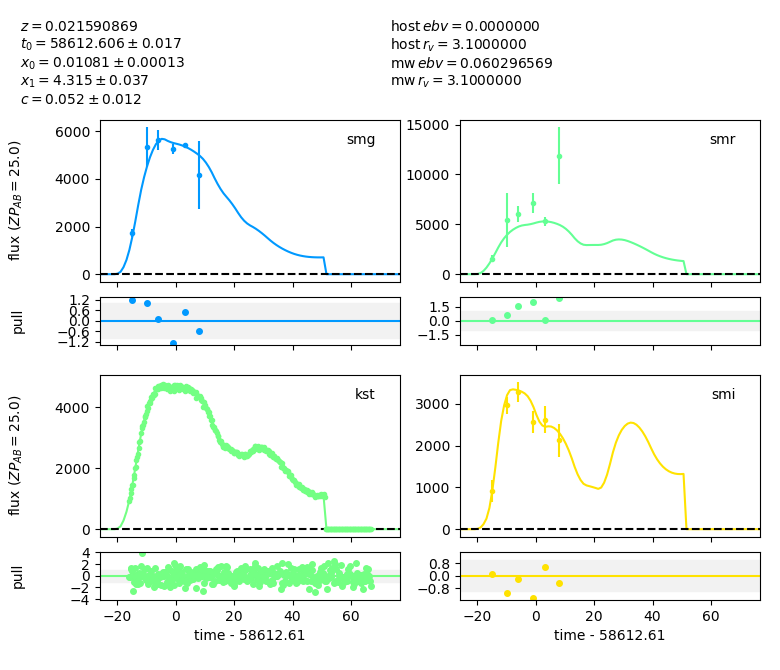 z = 0.021590869
t0 = 58612.606 ± 0.017
x0 = 0.01081 ± 0.00013
x1 = 4.315 ± 0.037
c = 0.052 ± 0.012
host ebv = 0.0000000
host rv = 3.1000000
mw ebv = 0.060296569
mw rv = 3.1000000
flux (ZPAB = 25.0)
6000
4000
2000
0
smg
15000
10000
5000
0
smr
pull
1.2
0.6
0.0
−0.6
−1.2
1.5
0.0
−1.5
flux (ZPAB = 25.0)
4000
2000
0
kst
3000
2000
1000
0
smi
pull
4
2
0
−2
−4
0.8
0.0
−0.8
−20 0 20 40 60
−20 0 20 40 60
time - 58612.61
time - 58612.61